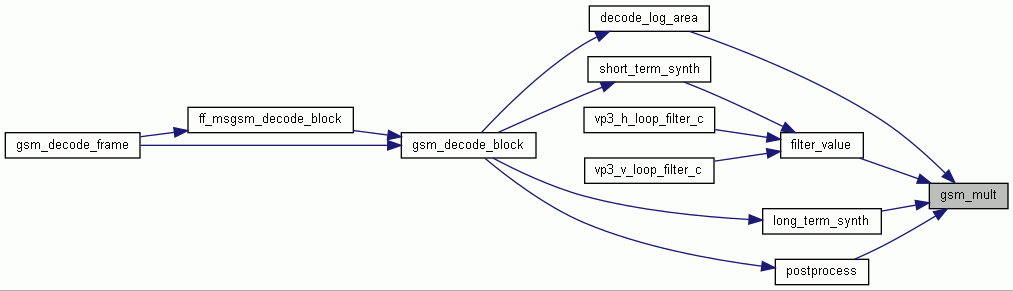 decode_log_area
short_term_synth
ff_msgsm_decode_block
vp3_h_loop_filter_c
gsm_decode_frame
gsm_decode_block
filter_value
vp3_v_loop_filter_c
gsm_mult
long_term_synth
postprocess